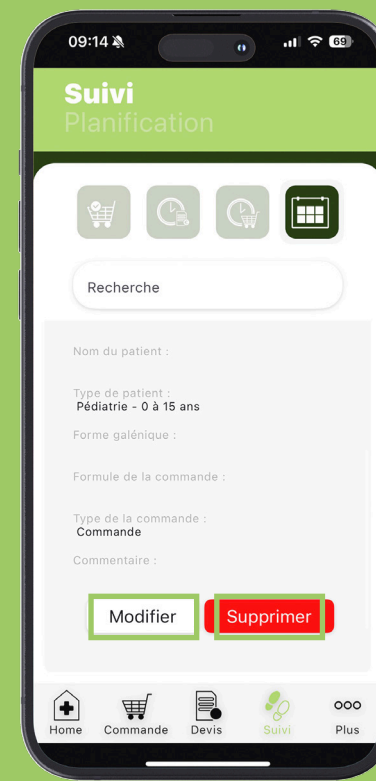 09:14
69
Suivi
Planification
Recherche
Nom du patient :
Type de patient :
Pédiatrie - 0 à 15 ans
Forme galénique :
Formule de la commande :
Type de la commande :
Commande
Commentaire :
Modifier
Supprimer
Home
Commande
Devis
Suivi
Plus